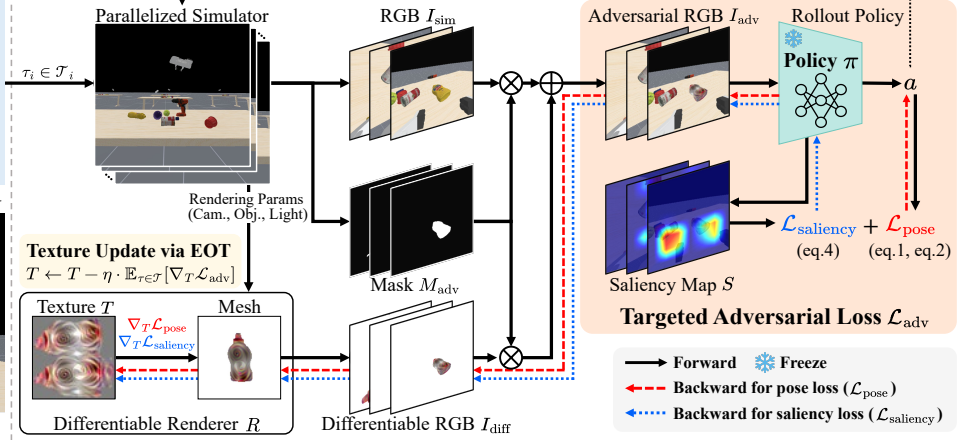 Parallelized Simulator
RGB I_sim
Adversarial RGB I_adv
Rollout Policy
τ_i ∈ 𝒯_i
Policy π
a
Rendering Params
(Cam., Obj., Light)
Texture Update via EOT
T ← T − η · 𝔼_{τ∈𝒯}[∇_T ℒ_adv]
Mask M_adv
Saliency Map S
ℒ_saliency + ℒ_pose
(eq.4) (eq.1, eq.2)
Targeted Adversarial Loss ℒ_adv
Texture T
Mesh
∇_T ℒ_pose
∇_T ℒ_saliency
Differentiable Renderer R
Differentiable RGB I_diff
Forward
Freeze
Backward for pose loss (ℒ_pose)
Backward for saliency loss (ℒ_saliency)